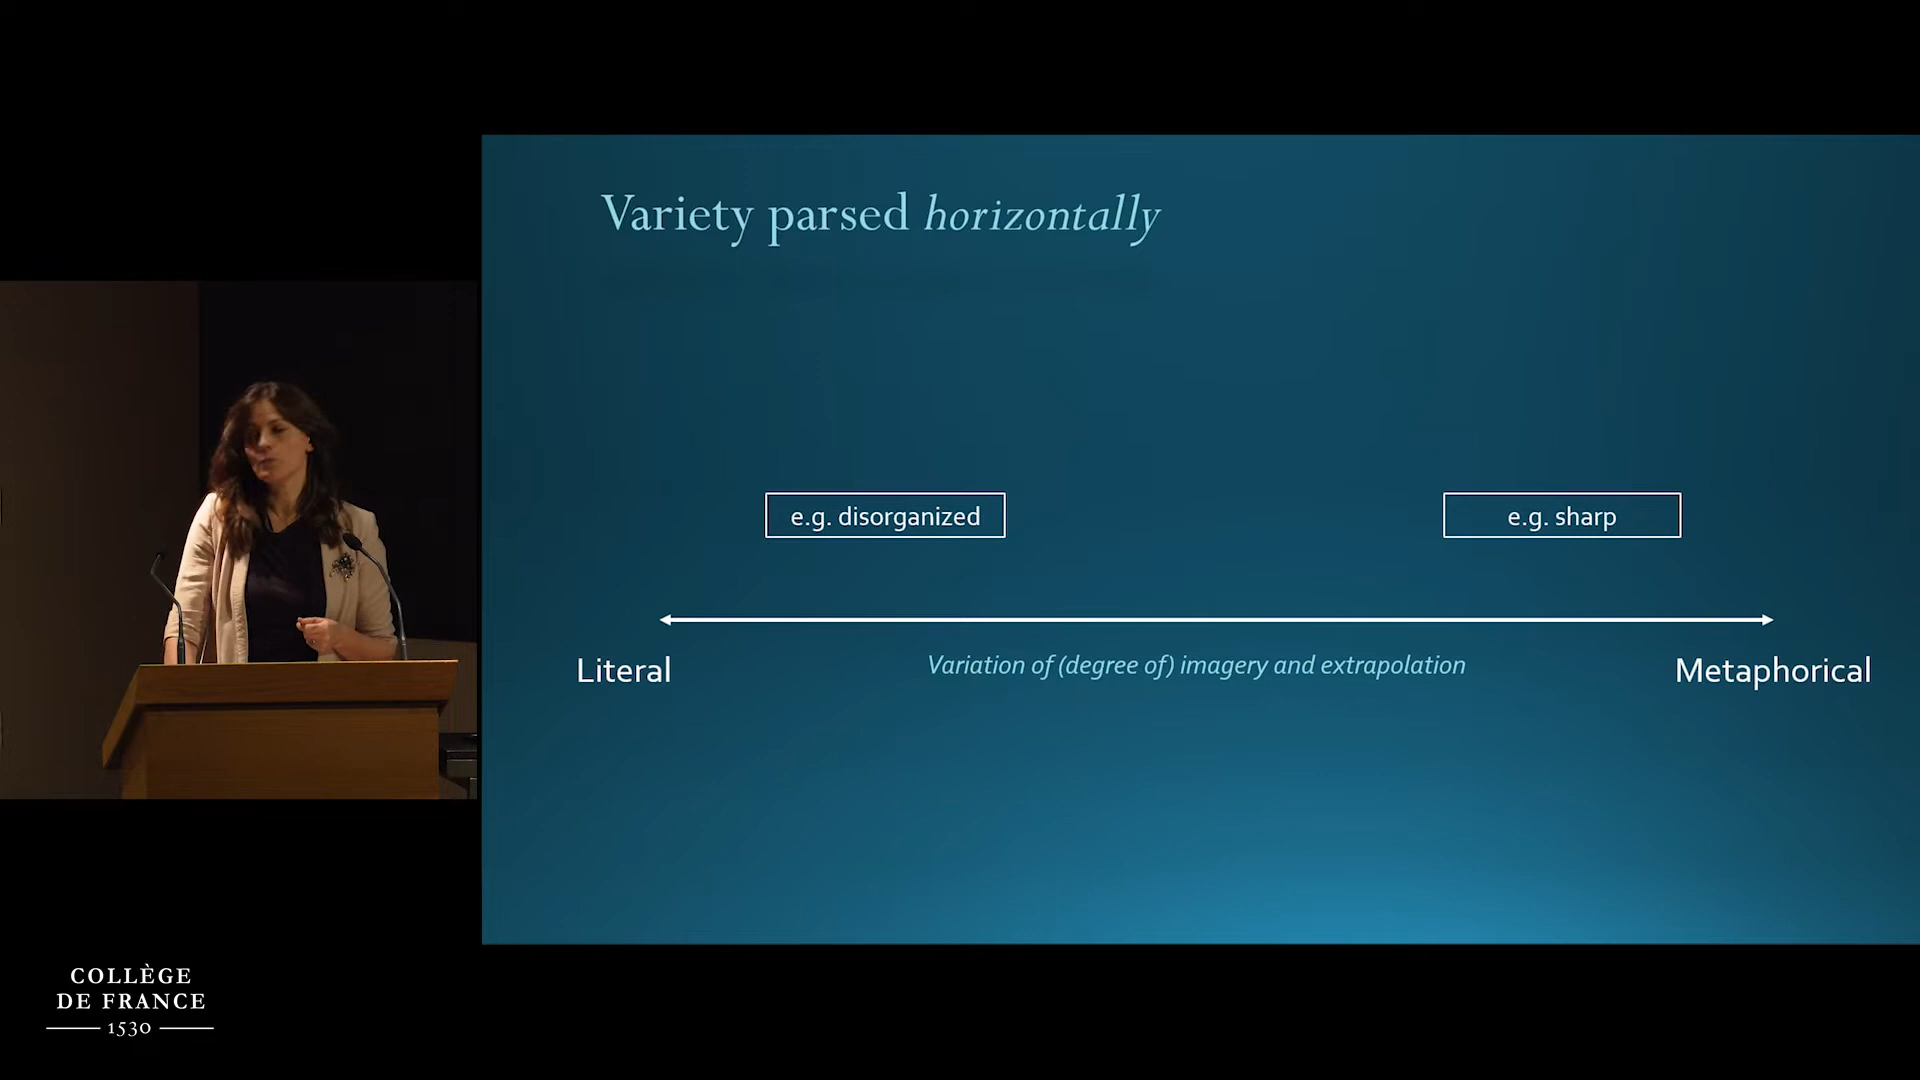 Variety parsed horizontally
e.g. disorganized
e.g. sharp
Literal
Variation of (degree of) imagery and extrapolation
Metaphorical
COLLÈGE
DE FRANCE
1530